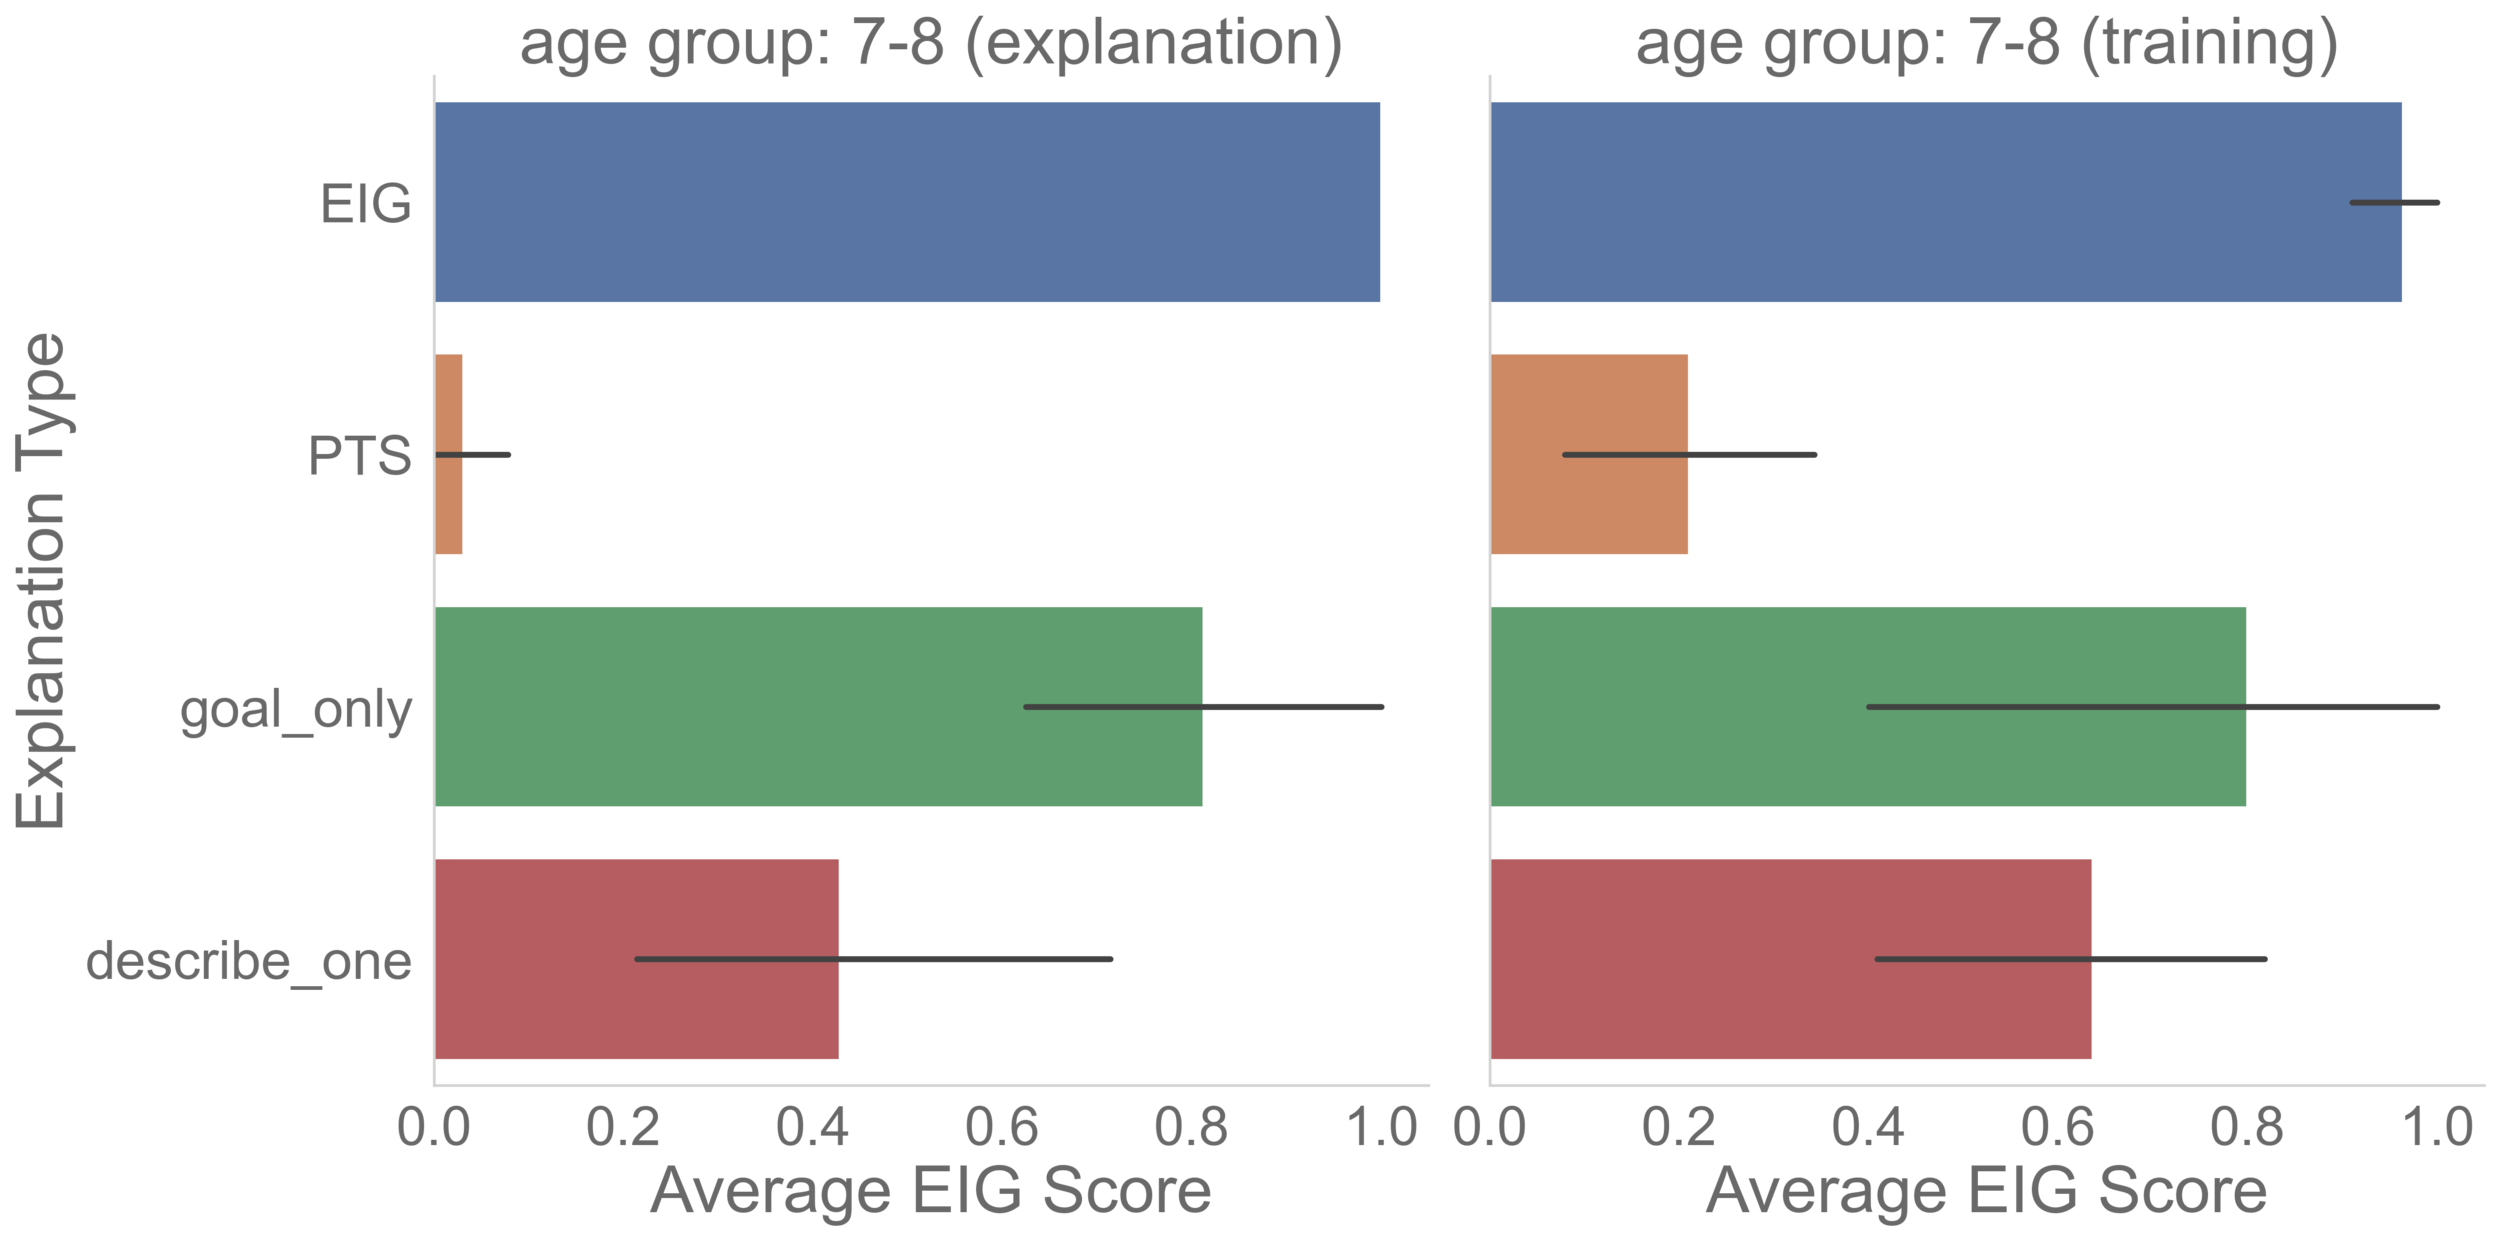 age group: 7-8 (explanation)
age group: 7-8 (training)
Explanation Type
EIG
PTS
goal_only
describe_one
0.0 0.2 0.4 0.6 0.8 1.0
0.0 0.2 0.4 0.6 0.8 1.0
Average EIG Score
Average EIG Score